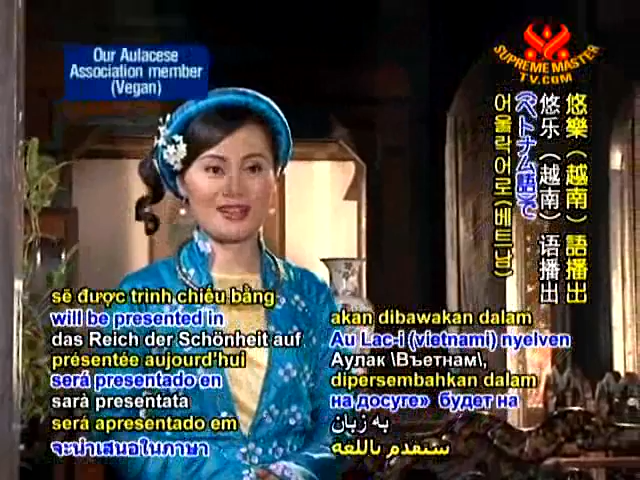 Our Aulacese
Association member
(Vegan)
SUPREME MASTER
TV.COM
悠樂（越南）語播出
悠乐（越南）语播出
(ベトナム語)で
어울락어로(베트남)
sẽ được trình chiếu bằng
will be presented in
das Reich der Schönheit auf
présentée aujourd'hui
será presentado en
sarà presentata
será apresentado em
จะนำเสนอในภาษา
akan dibawakan dalam
Au Lac-i (vietnami) nyelven
Аулак \Вьетнам\,
dipersembahkan dalam
на досуге» будет на
به زبان
ستقدم باللغه